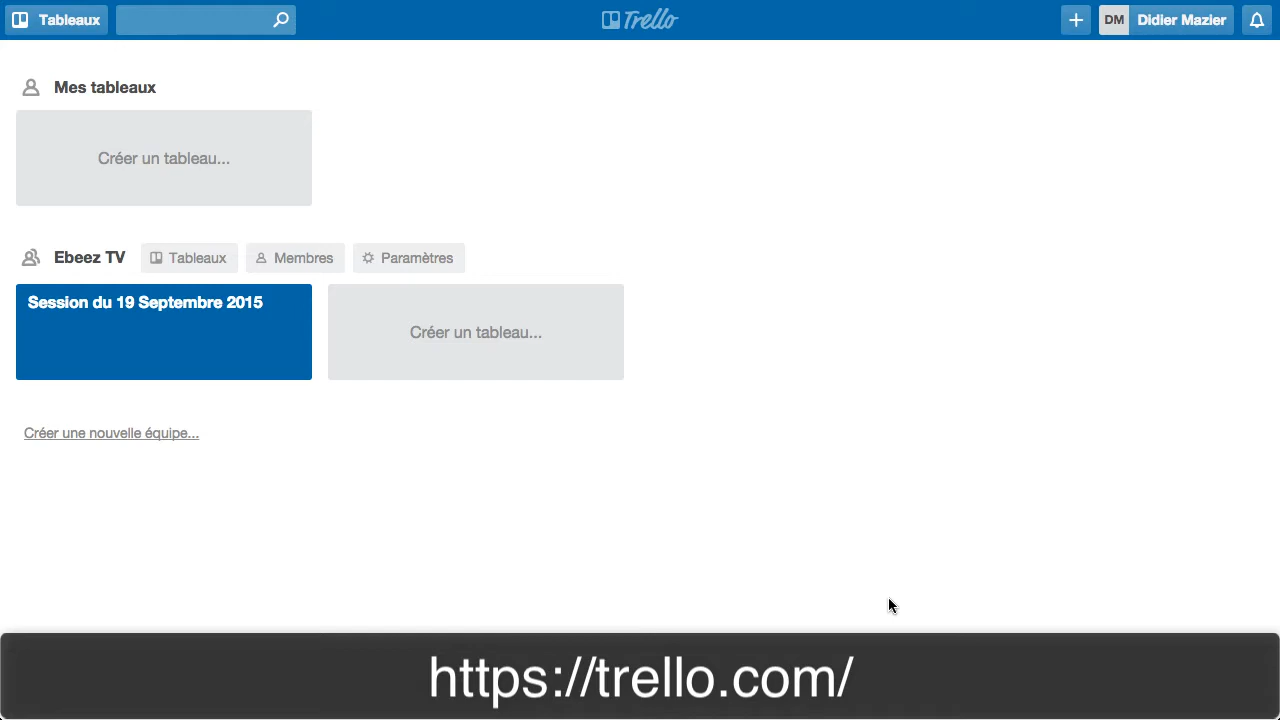 Tableaux
Trello
DM Didier Mazier
Mes tableaux
Créer un tableau...
Ebeez TV Tableaux Membres Paramètres
Session du 19 Septembre 2015
Créer un tableau...
Créer une nouvelle équipe...
https://trello.com/